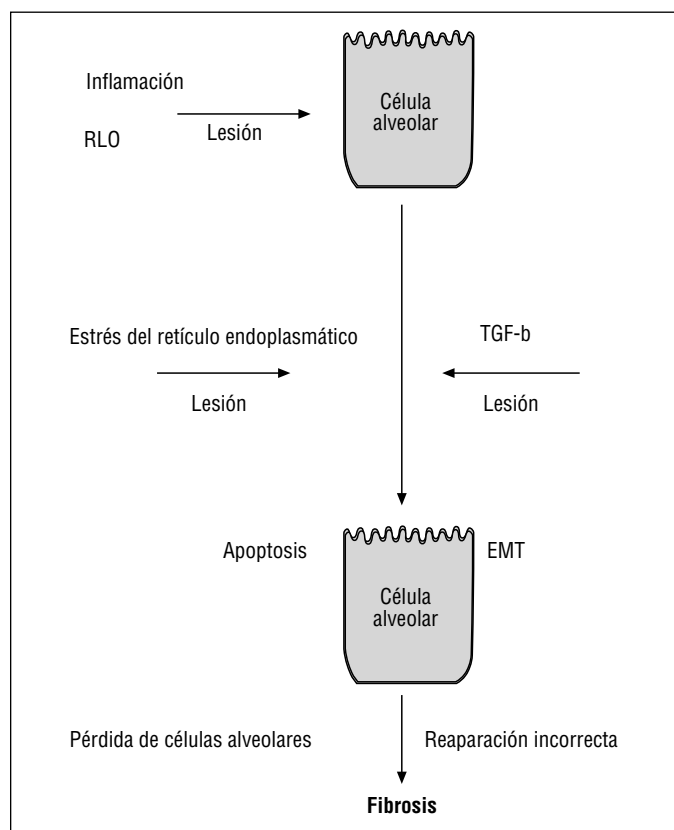 Inflamación
RLO
Lesión
Célula
alveolar
Estrés del retículo endoplasmático
Lesión
TGF-b
Lesión
Apoptosis
Célula
alveolar
EMT
Pérdida de células alveolares
Reaparación incorrecta
Fibrosis